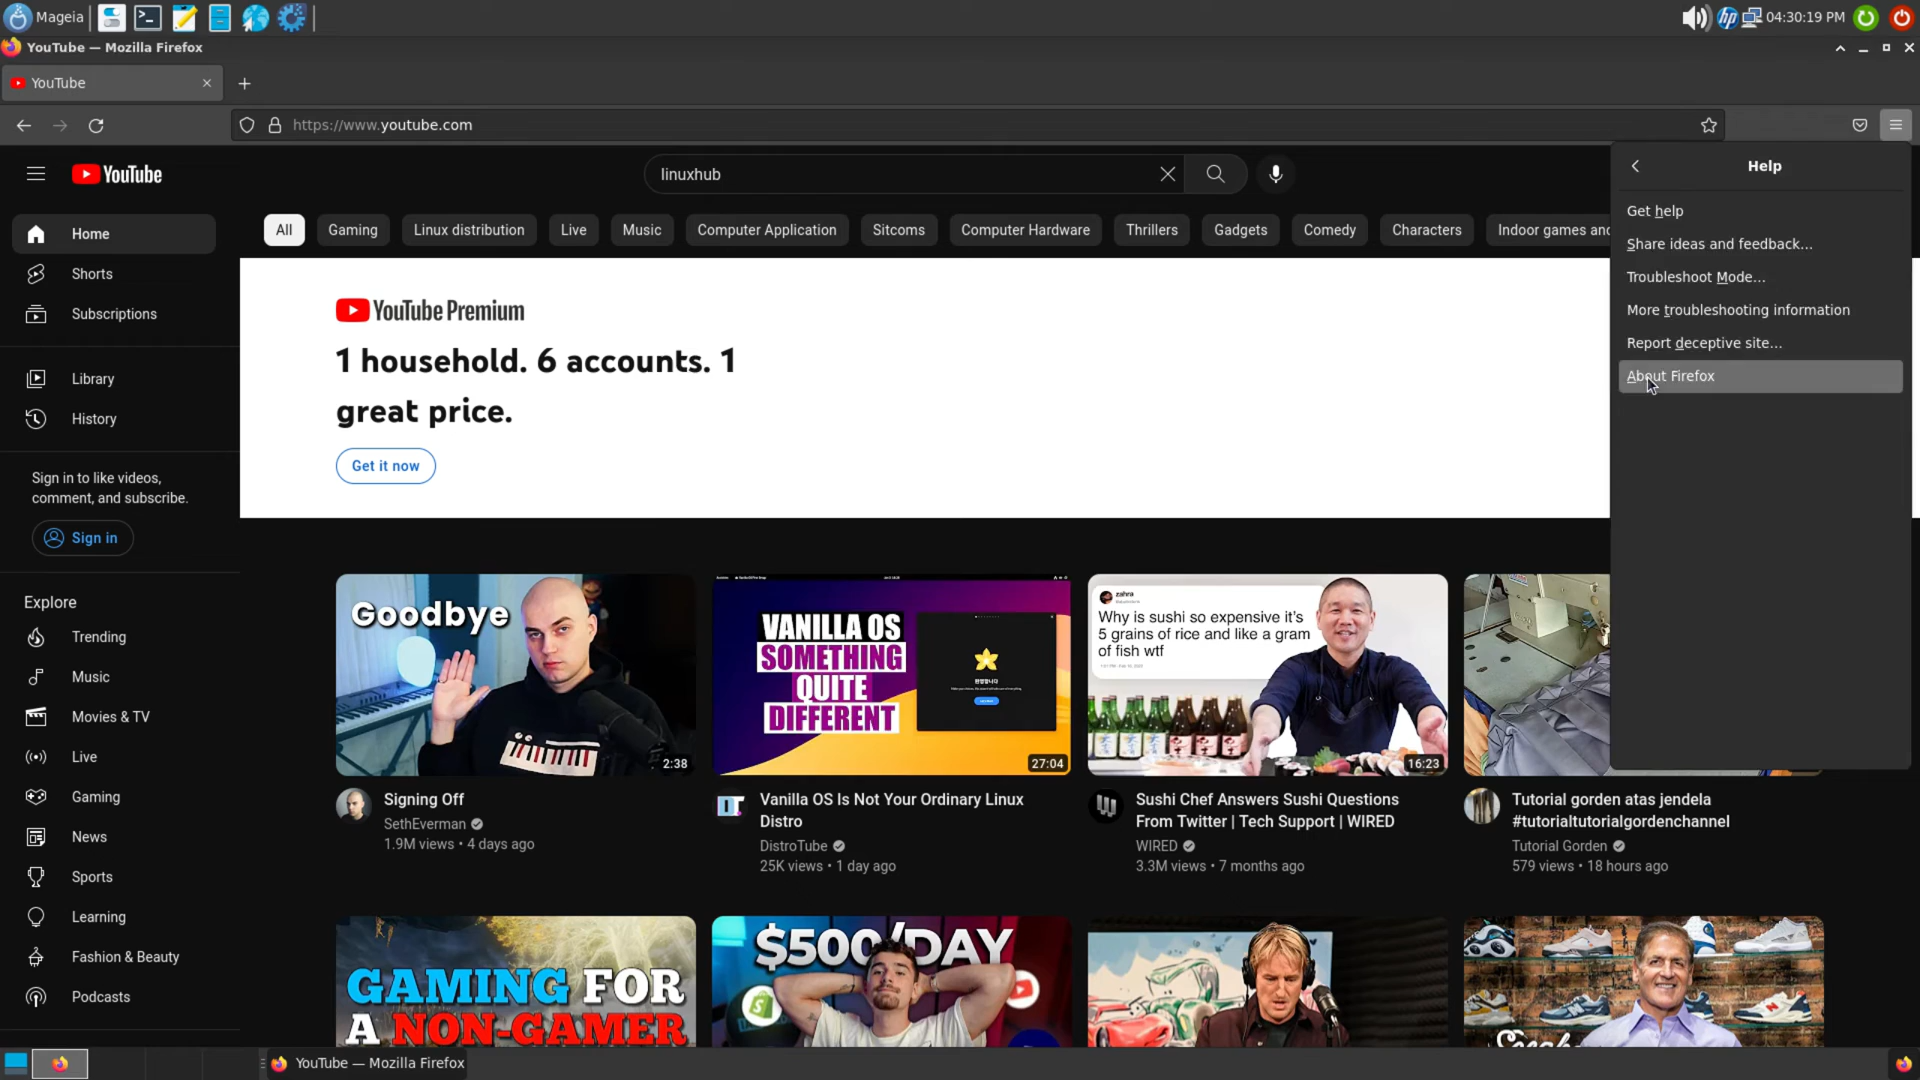 Mageia
04:30:19 PM
YouTube — Mozilla Firefox
YouTube
https://www.youtube.com
YouTube
linuxhub
Help
Get help
Share ideas and feedback...
Troubleshoot Mode...
More troubleshooting information
Report deceptive site...
About Firefox
Home
Shorts
Subscriptions
Library
History
Sign in to like videos,
comment, and subscribe.
Sign in
Explore
Trending
Music
Movies & TV
Live
Gaming
News
Sports
Learning
Fashion & Beauty
Podcasts
All
Gaming
Linux distribution
Live
Music
Computer Application
Sitcoms
Computer Hardware
Thrillers
Gadgets
Comedy
Characters
Indoor games and
YouTube Premium
1 household. 6 accounts. 1
great price.
Get it now
Goodbye
2:38
Signing Off
SethEverman
1.9M views • 4 days ago
VANILLA OS
SOMETHING
QUITE
DIFFERENT
27:04
Vanilla OS Is Not Your Ordinary Linux
Distro
DistroTube
25K views • 1 day ago
zahra
Why is sushi so expensive it's
5 grains of rice and like a gram
of fish wtf
16:23
Sushi Chef Answers Sushi Questions
From Twitter | Tech Support | WIRED
WIRED
3.3M views • 7 months ago
Tutorial gorden atas jendela
#tutorialtutorialgordenchannel
Tutorial Gorden
579 views • 18 hours ago
GAMING FOR
A NON-GAMER
$500/DAY
YouTube — Mozilla Firefox